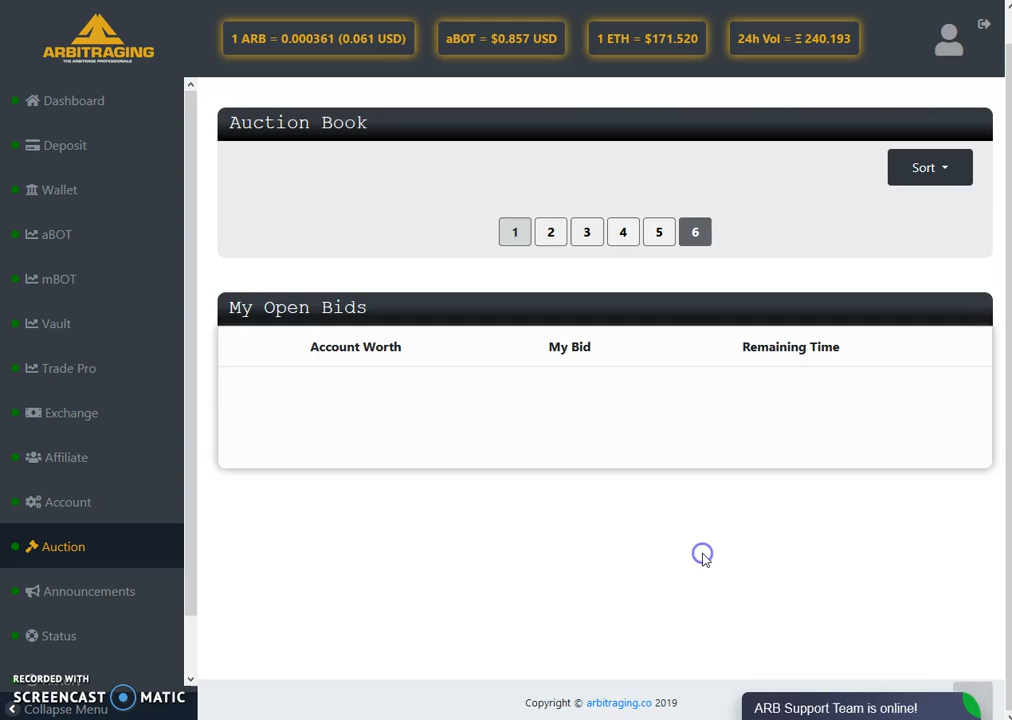 ARBITRAGING
THE ARBITRAGE PROFESSIONALS
1 ARB = 0.000361 (0.061 USD)
aBOT = $0.857 USD
1 ETH = $171.520
24h Vol = Ξ 240.193
Dashboard
Deposit
Wallet
aBOT
mBOT
Vault
Trade Pro
Exchange
Affiliate
Account
Auction
Announcements
Status
RECORDED WITH
SCREENCAST MATIC
Collapse Menu
Auction Book
Sort
1 2 3 4 5 6
My Open Bids
Account Worth My Bid Remaining Time
Copyright © arbitraging.co 2019
ARB Support Team is online!